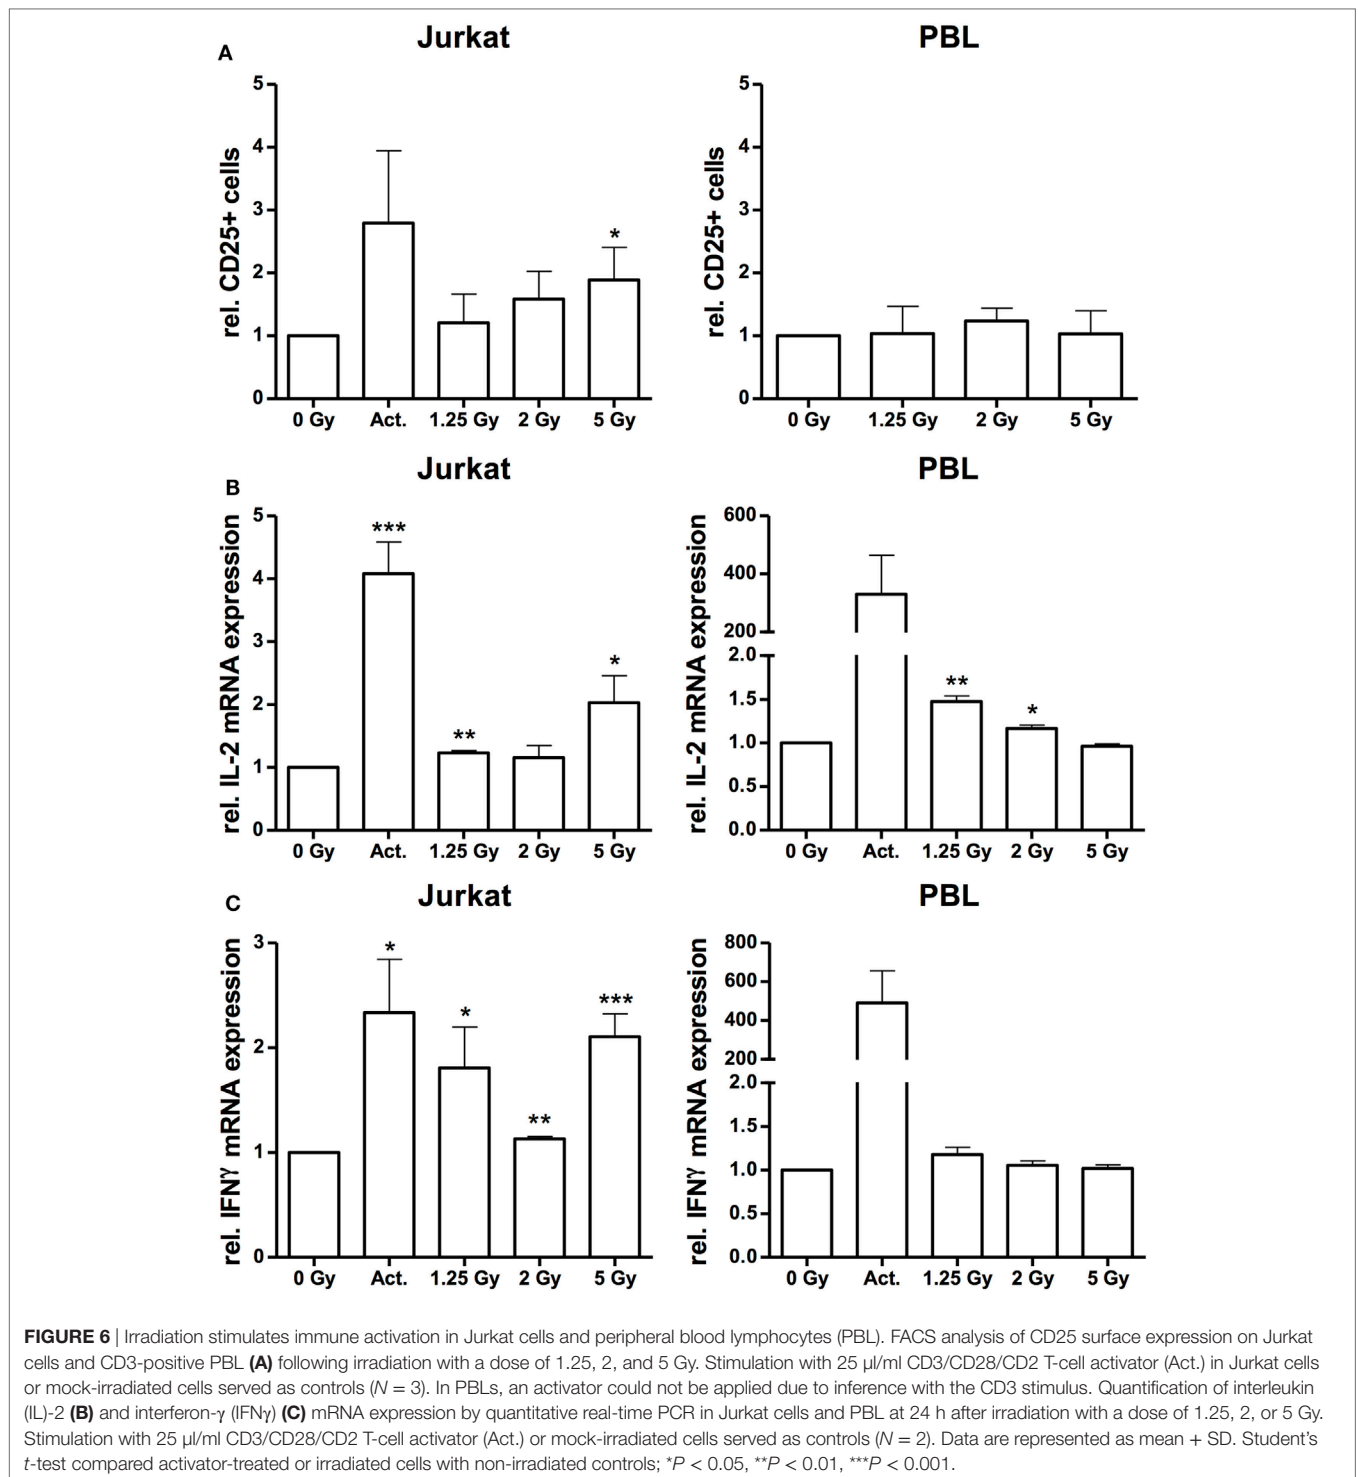 A
Jurkat
PBL
rel. CD25+ cells
5
4
3
2
1
0
*
0 Gy Act. 1.25 Gy 2 Gy 5 Gy
rel. CD25+ cells
5
4
3
2
1
0
0 Gy 1.25 Gy 2 Gy 5 Gy
B
Jurkat
PBL
rel. IL-2 mRNA expression
5
4
3
2
1
0
***
**
*
0 Gy Act. 1.25 Gy 2 Gy 5 Gy
rel. IL-2 mRNA expression
600
400
200
2.0
1.5
1.0
0.5
0.0
**
*
0 Gy Act. 1.25 Gy 2 Gy 5 Gy
C
Jurkat
PBL
rel. IFNγ mRNA expression
3
2
1
0
*
*
**
***
0 Gy Act. 1.25 Gy 2 Gy 5 Gy
rel. IFNγ mRNA expression
800
600
400
200
2.0
1.5
1.0
0.5
0.0
0 Gy Act. 1.25 Gy 2 Gy 5 Gy
FIGURE 6 | Irradiation stimulates immune activation in Jurkat cells and peripheral blood lymphocytes (PBL). FACS analysis of CD25 surface expression on Jurkat
cells and CD3-positive PBL (A) following irradiation with a dose of 1.25, 2, and 5 Gy. Stimulation with 25 µl/ml CD3/CD28/CD2 T-cell activator (Act.) in Jurkat cells
or mock-irradiated cells served as controls (N = 3). In PBLs, an activator could not be applied due to inference with the CD3 stimulus. Quantification of interleukin
(IL)-2 (B) and interferon-γ (IFNγ) (C) mRNA expression by quantitative real-time PCR in Jurkat cells and PBL at 24 h after irradiation with a dose of 1.25, 2, or 5 Gy.
Stimulation with 25 µl/ml CD3/CD28/CD2 T-cell activator (Act.) or mock-irradiated cells served as controls (N = 2). Data are represented as mean + SD. Student's
t-test compared activator-treated or irradiated cells with non-irradiated controls; *P < 0.05, **P < 0.01, ***P < 0.001.